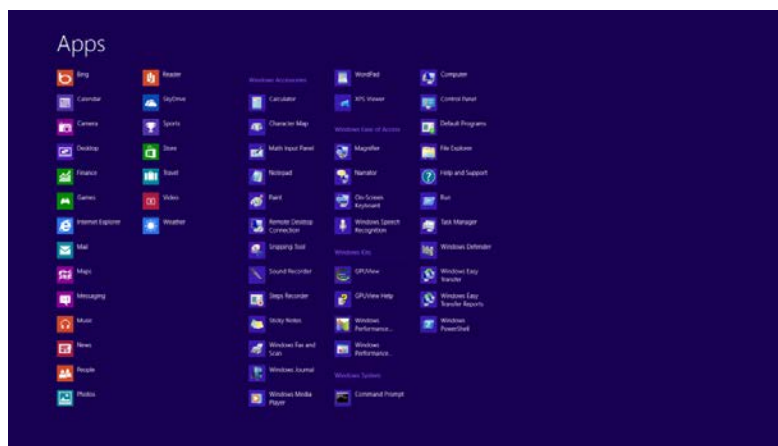 Apps
Bing
Calendar
Camera
Desktop
Finance
Games
Internet Explorer
Mail
Maps
Messaging
Music
News
People
Photos
Reader
SkyDrive
Sports
Store
Travel
Video
Weather
Windows Accessories
Calculator
Character Map
Math Input Panel
Notepad
Paint
Remote Desktop
Connection
Snipping Tool
Sound Recorder
Steps Recorder
Sticky Notes
Windows Fax and
Scan
Windows Journal
Windows Media
Player
WordPad
XPS Viewer
Windows Ease of Access
Magnifier
Narrator
On-Screen
Keyboard
Windows Speech
Recognition
Windows Kits
GPUView
GPUView Help
Windows
Performance...
Windows
Performance...
Windows System
Command Prompt
Computer
Control Panel
Default Programs
File Explorer
Help and Support
Run
Task Manager
Windows Defender
Windows Easy
Transfer
Windows Easy
Transfer Reports
Windows
PowerShell